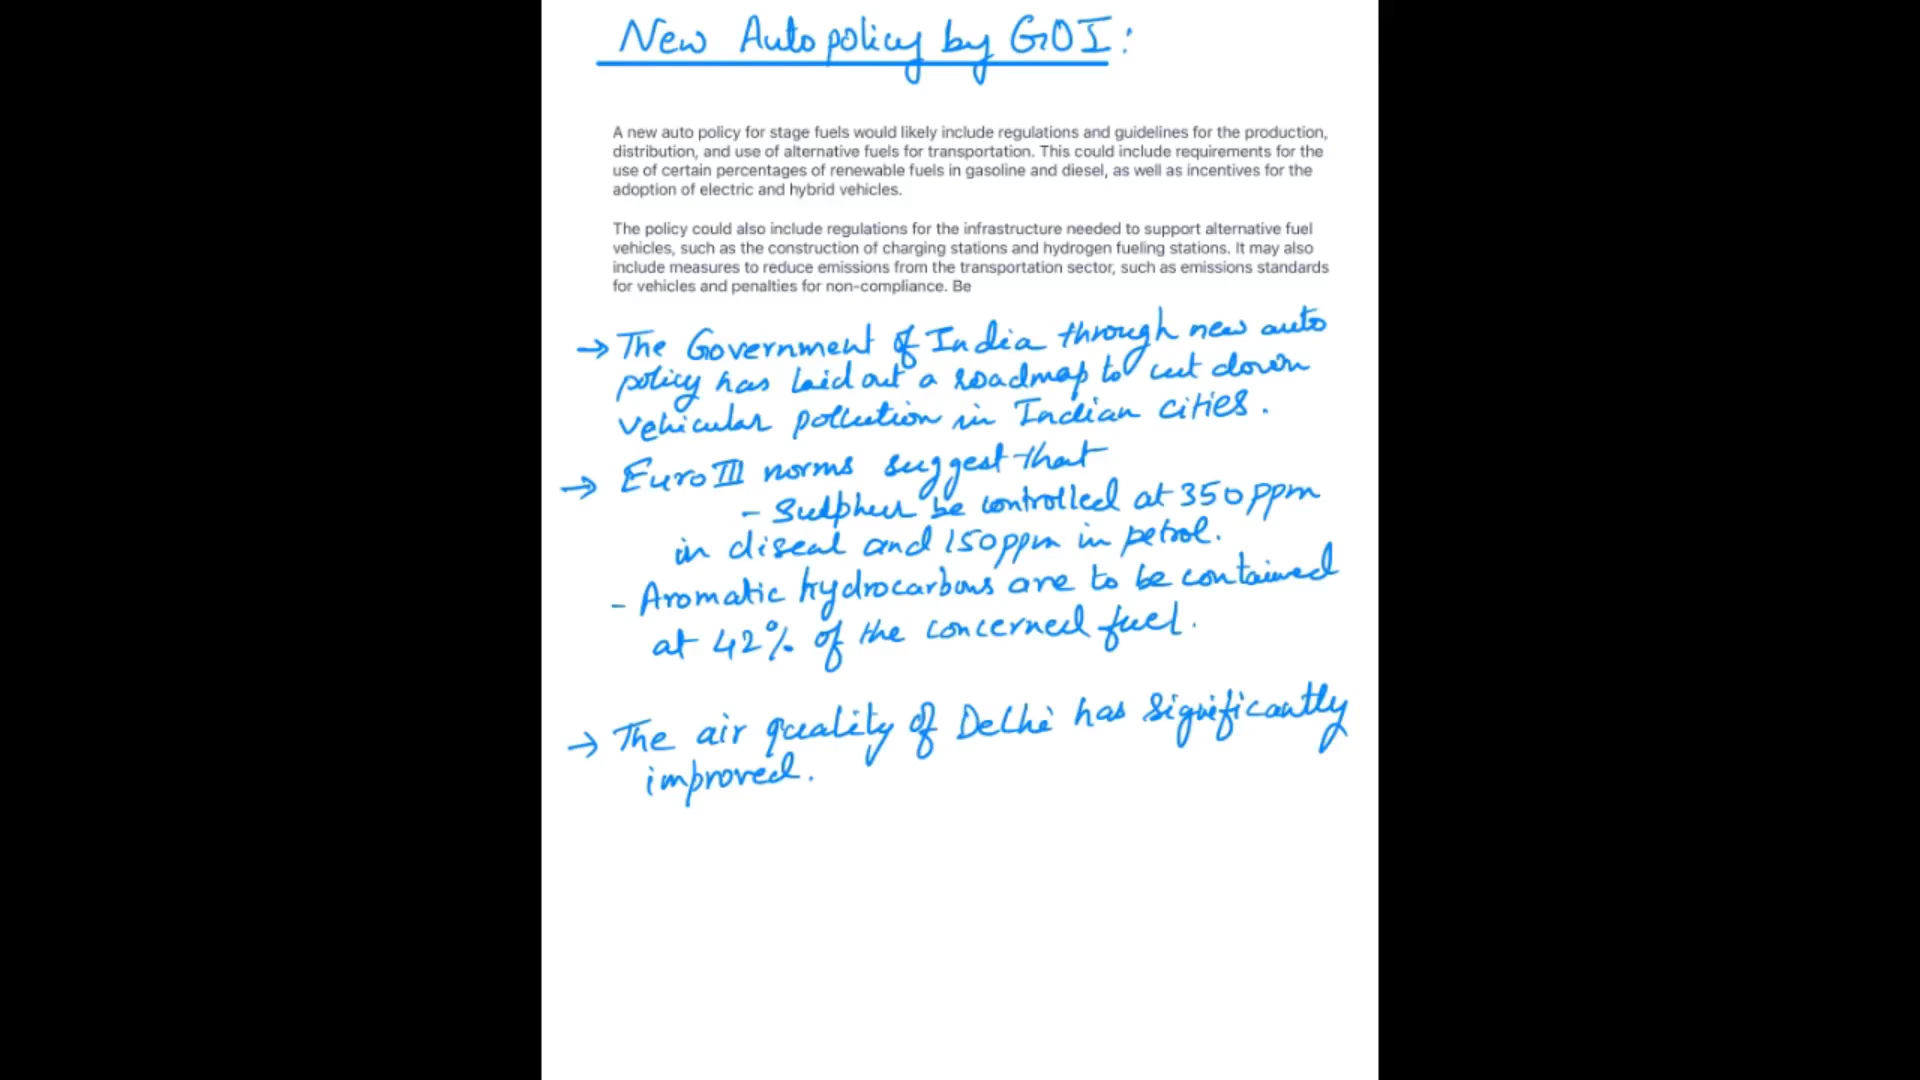 New Auto policy by GOI:
A new auto policy for stage fuels would likely include regulations and guidelines for the production,
distribution, and use of alternative fuels for transportation. This could include requirements for the
use of certain percentages of renewable fuels in gasoline and diesel, as well as incentives for the
adoption of electric and hybrid vehicles.
The policy could also include regulations for the infrastructure needed to support alternative fuel
vehicles, such as the construction of charging stations and hydrogen fueling stations. It may also
include measures to reduce emissions from the transportation sector, such as emissions standards
for vehicles and penalties for non-compliance. Be
→ The Government of India through new auto
policy has laid out a roadmap to cut down
vehicular pollution in Indian cities.
→ Euro III norms suggest that
- Sulphur be controlled at 350 ppm
in diseal and 150 ppm in petrol.
- Aromatic hydrocarbons are to be contained
at 42% of the concerned fuel.
→ The air quality of Delhi has significantly
improved.